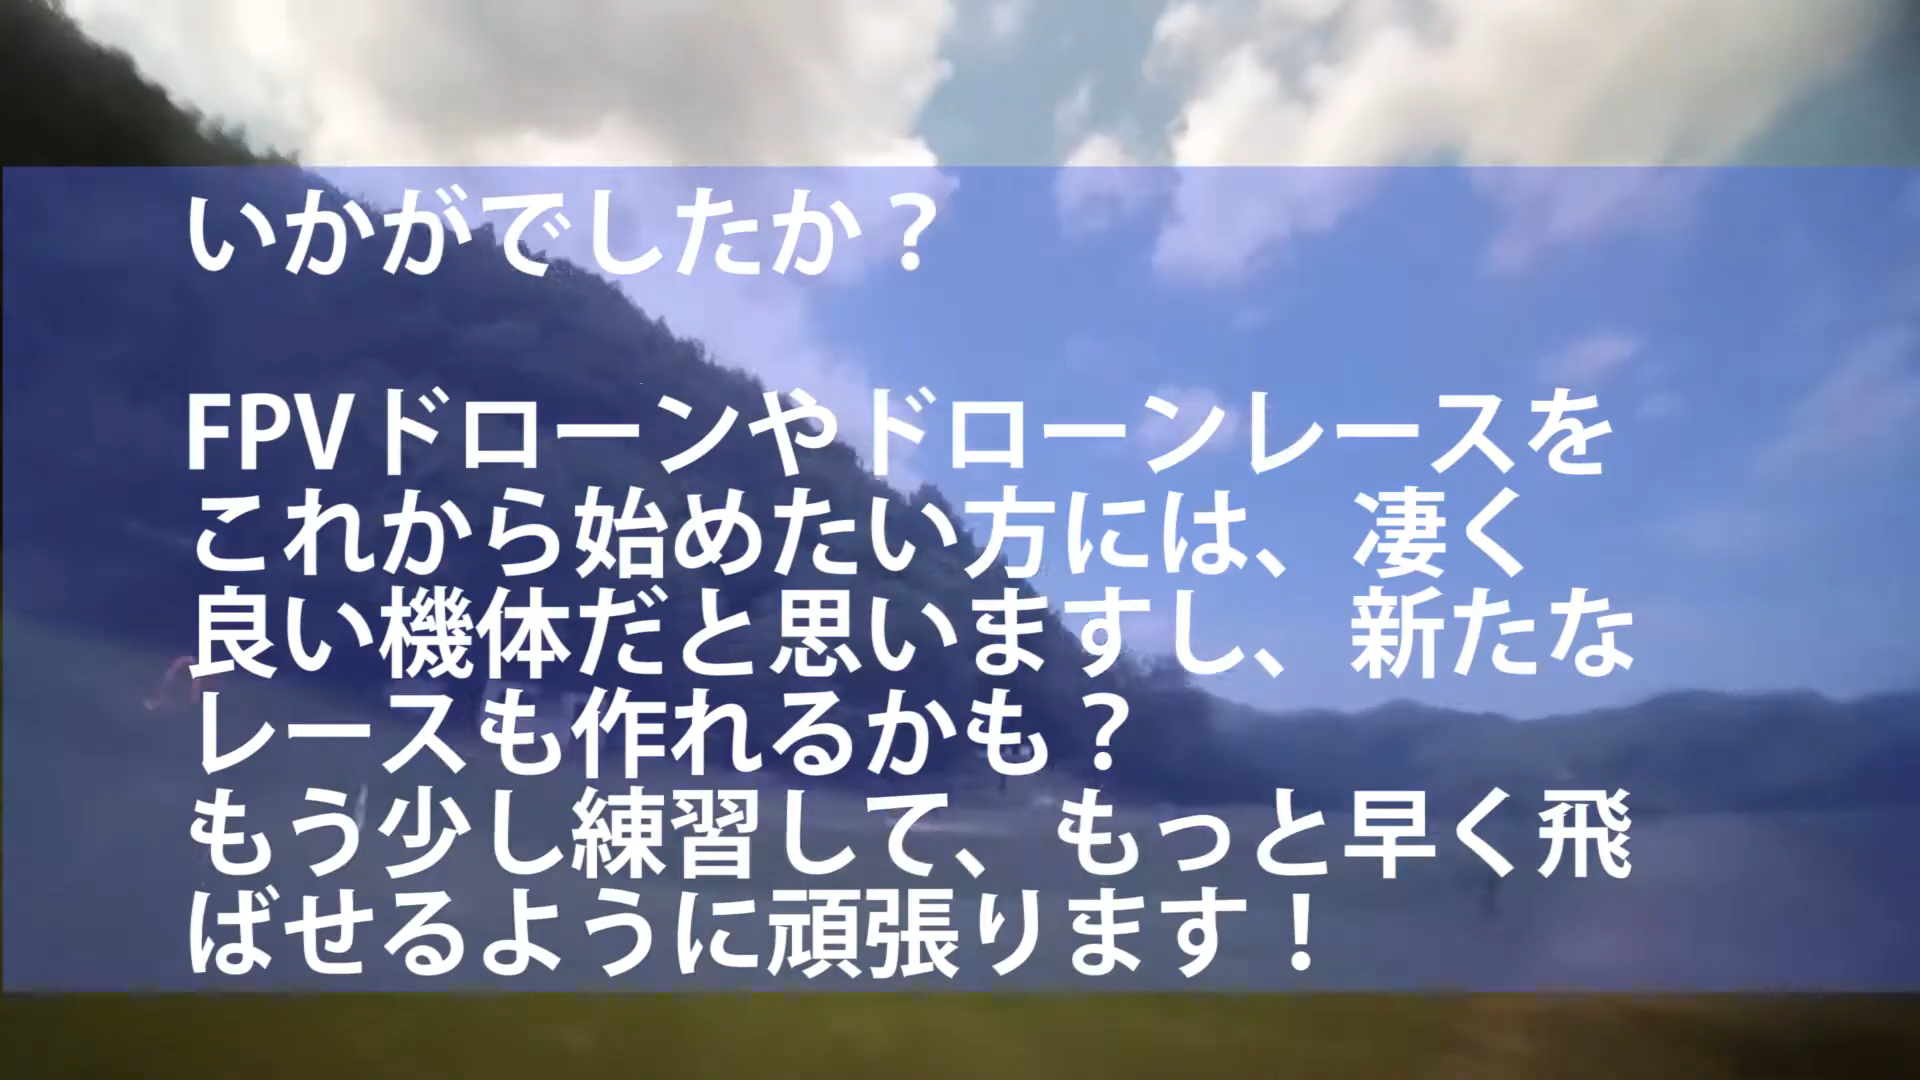 いかがでしたか？
FPVドローンやドローンレースを
これから始めたい方には、凄く
良い機体だと思いますし、新たな
レースも作れるかも？
もう少し練習して、もっと早く飛
ばせるように頑張ります！